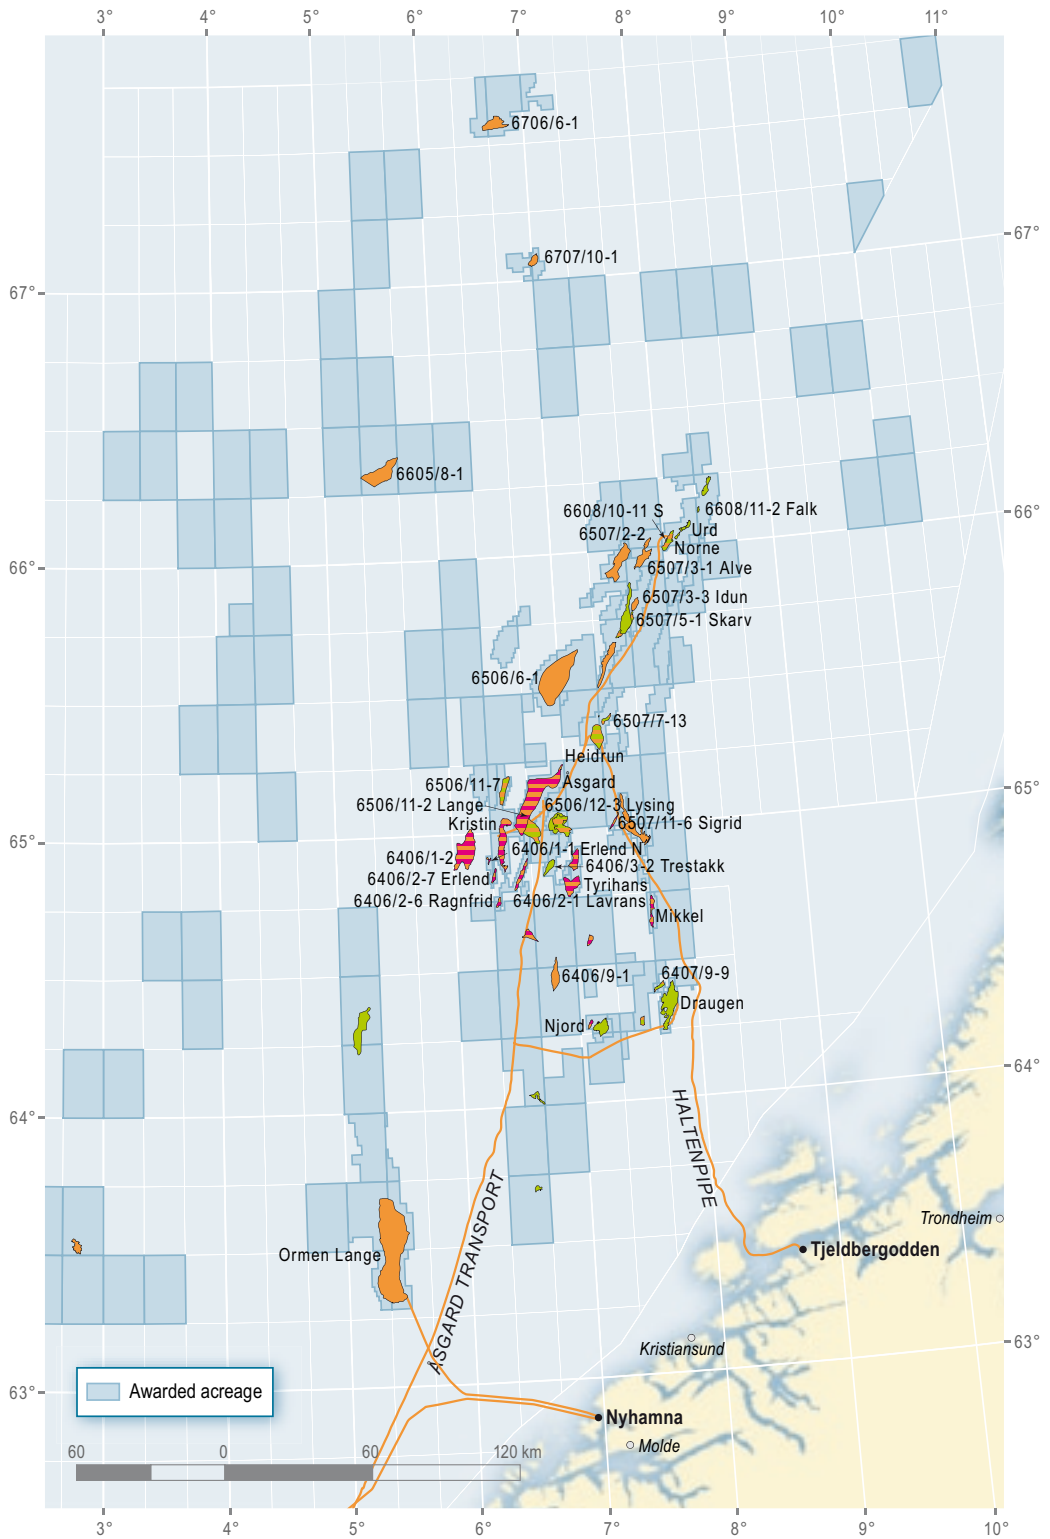 3° 4° 5° 6° 7° 8° 9° 10° 11°
6706/6-1
67°
6707/10-1
67°
6605/8-1
6608/10-11 S
6608/11-2 Falk
66°
6507/2-2
Urd
Norne
66°
6507/3-1 Alve
6507/3-3 Idun
6507/5-1 Skarv
6506/6-1
6507/7-13
Heidrun
6506/11-7
Asgard
65°
6506/11-2 Lange
6506/12-3 Lysing
Kristin
6507/11-6 Sigrid
65°
6406/1-1 Erlend N
6406/1-2
6406/3-2 Trestakk
6406/2-7 Erlend
Tyrihans
6406/2-6 Ragnfrid
6406/2-1 Lavrans
Mikkel
6406/9-1
6407/9-9
Draugen
Njord
64°
64°
HALTENPIPE
ÅSGARD TRANSPORT
Trondheim
Tjeldbergodden
Ormen Lange
Kristiansund
63°
63°
Awarded acreage
Nyhamna
Molde
60 0 60 120 km
3° 4° 5° 6° 7° 8° 9° 10°